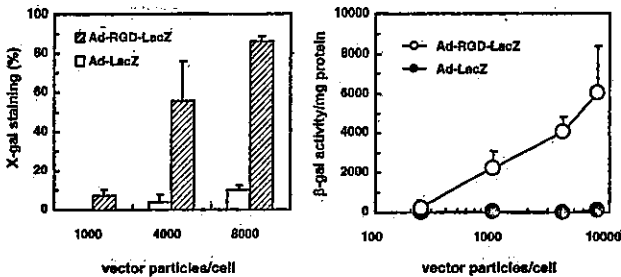 100
80
60
40
20
0
X-gal staining (%)
Ad-RGD-LacZ
Ad-LacZ
1000
4000
8000
vector particles/cell
10000
8000
6000
4000
2000
0
β-gal activity/mg protein
Ad-RGD-LacZ
Ad-LacZ
100
1000
10000
vector particles/cell